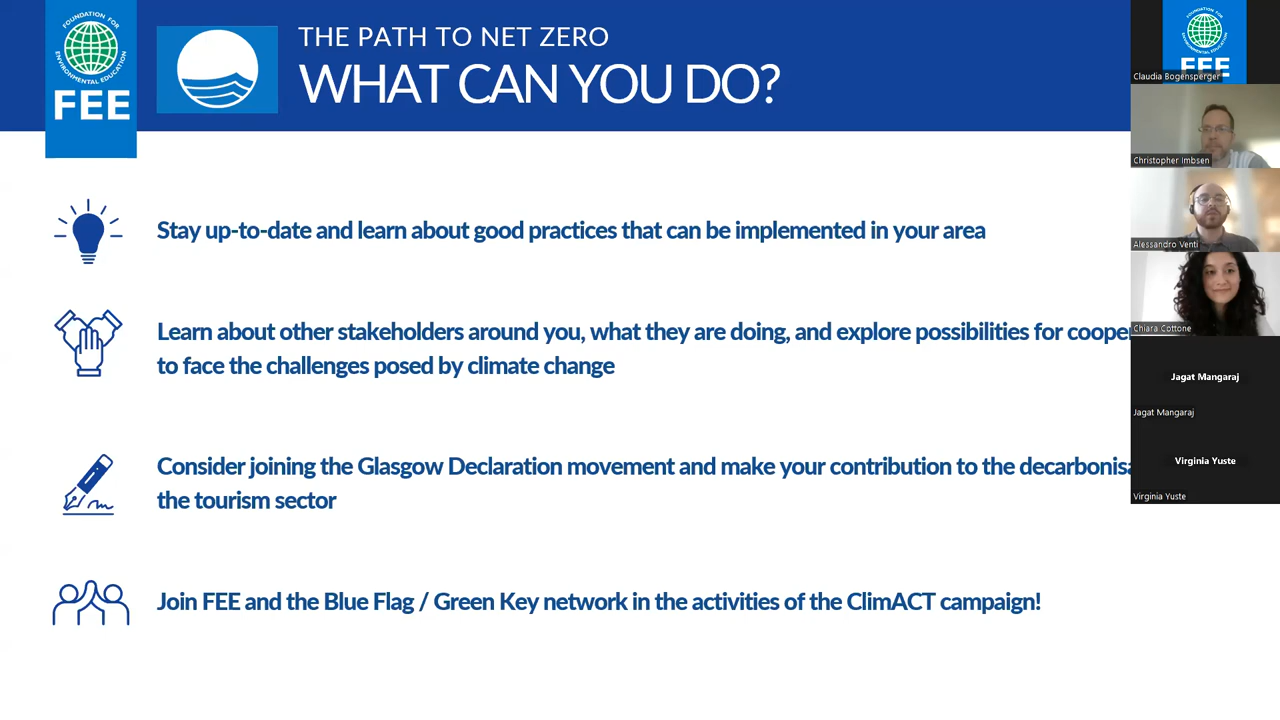 FOUNDATION FOR
ENVIRONMENTAL EDUCATION
FEE
THE PATH TO NET ZERO
WHAT CAN YOU DO?
Stay up-to-date and learn about good practices that can be implemented in your area
Learn about other stakeholders around you, what they are doing, and explore possibilities for
to face the challenges posed by climate change
Consider joining the Glasgow Declaration movement and make your contribution to the
the tourism sector
Join FEE and the Blue Flag / Green Key network in the activities of the ClimACT campaign!
FEE
Claudia Bogensperger
Christopher Imbsen
Alessandro Venti
Chiara Cottone
Jagat Mangaraj
Jagat Mangaraj
Virginia Yuste
Virginia Yuste